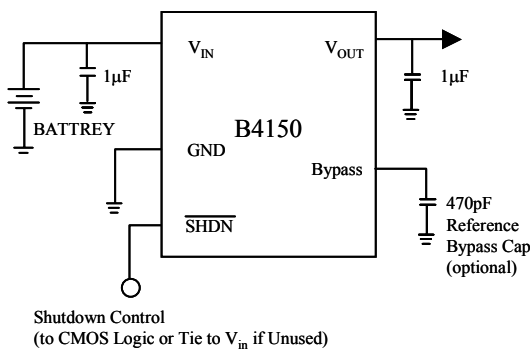 V_IN
V_OUT
1μF
1μF
BATTREY
B4150
GND
Bypass
470pF
Reference
Bypass Cap
(optional)
SHDN
Shutdown Control
(to CMOS Logic or Tie to V_in if Unused)